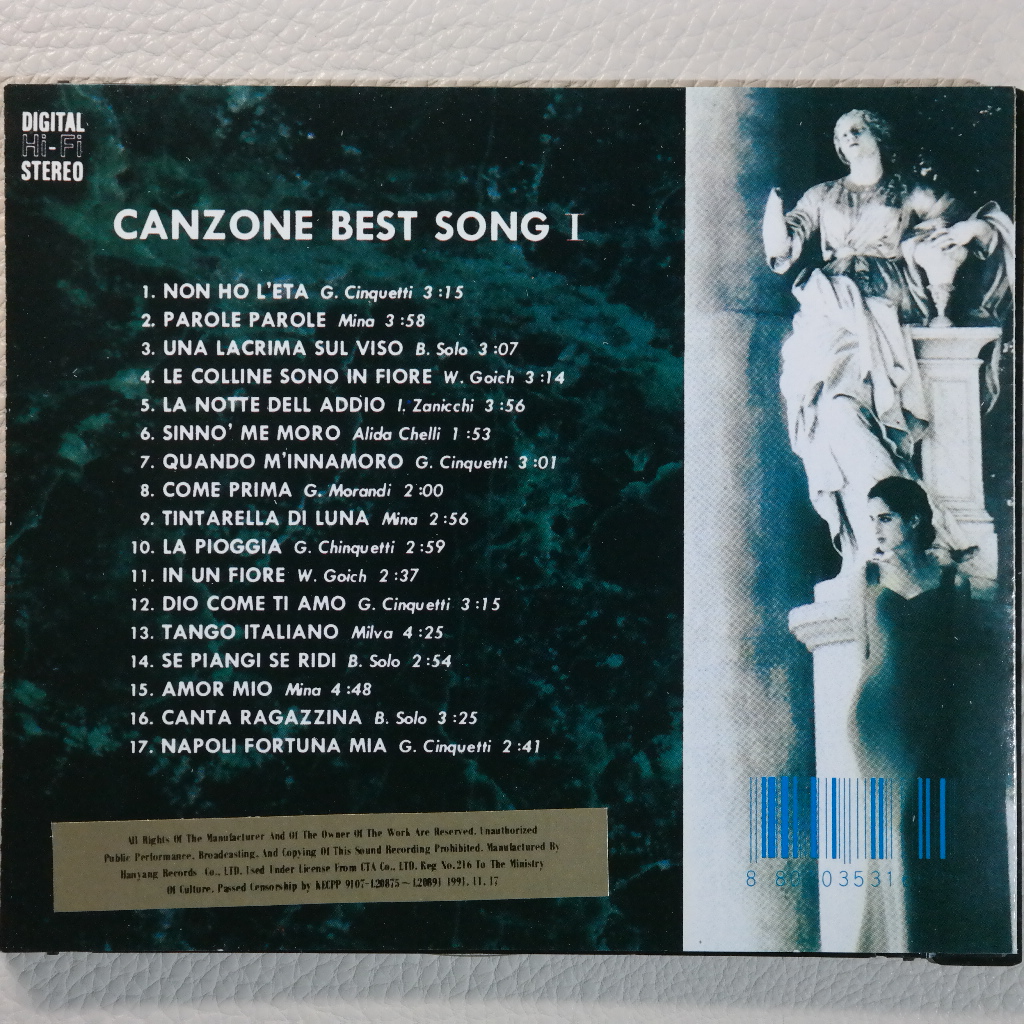 DIGITAL
Hi-Fi
STEREO
CANZONE BEST SONG I
1. NON HO L'ETA G. Cinquetti 3:15
2. PAROLE PAROLE Mina 3:58
3. UNA LACRIMA SUL VISO B. Solo 3:07
4. LE COLLINE SONO IN FIORE W. Goich 3:14
5. LA NOTTE DELL ADDIO I. Zanicchi 3:56
6. SINNO' ME MORO Alida Chelli 1:53
7. QUANDO M'INNAMORO G. Cinquetti 3:01
8. COME PRIMA G. Morandi 2:00
9. TINTARELLA DI LUNA Mina 2:56
10. LA PIOGGIA G. Chinquetti 2:59
11. IN UN FIORE W. Goich 2:37
12. DIO COME TI AMO G. Cinquetti 3:15
13. TANGO ITALIANO Milva 4:25
14. SE PIANGI SE RIDI B. Solo 2:54
15. AMOR MIO Mina 4:48
16. CANTA RAGAZZINA B. Solo 3:25
17. NAPOLI FORTUNA MIA G. Cinquetti 2:41
All Rights Of The Manufacturer And Of The Owner Of The Work Are Reserved. Unauthorized
Public Performance. Broadcasting. And Copying Of This Sound Recording Prohibited. Manufactured By
Hanyang Records Co., LTD. Used Under License From CTA Co., LTD. Reg No.216 To The Ministry
Of Culture. Passed Censorship by KECPP 9107-L20875~L20891 1991. 11. 17